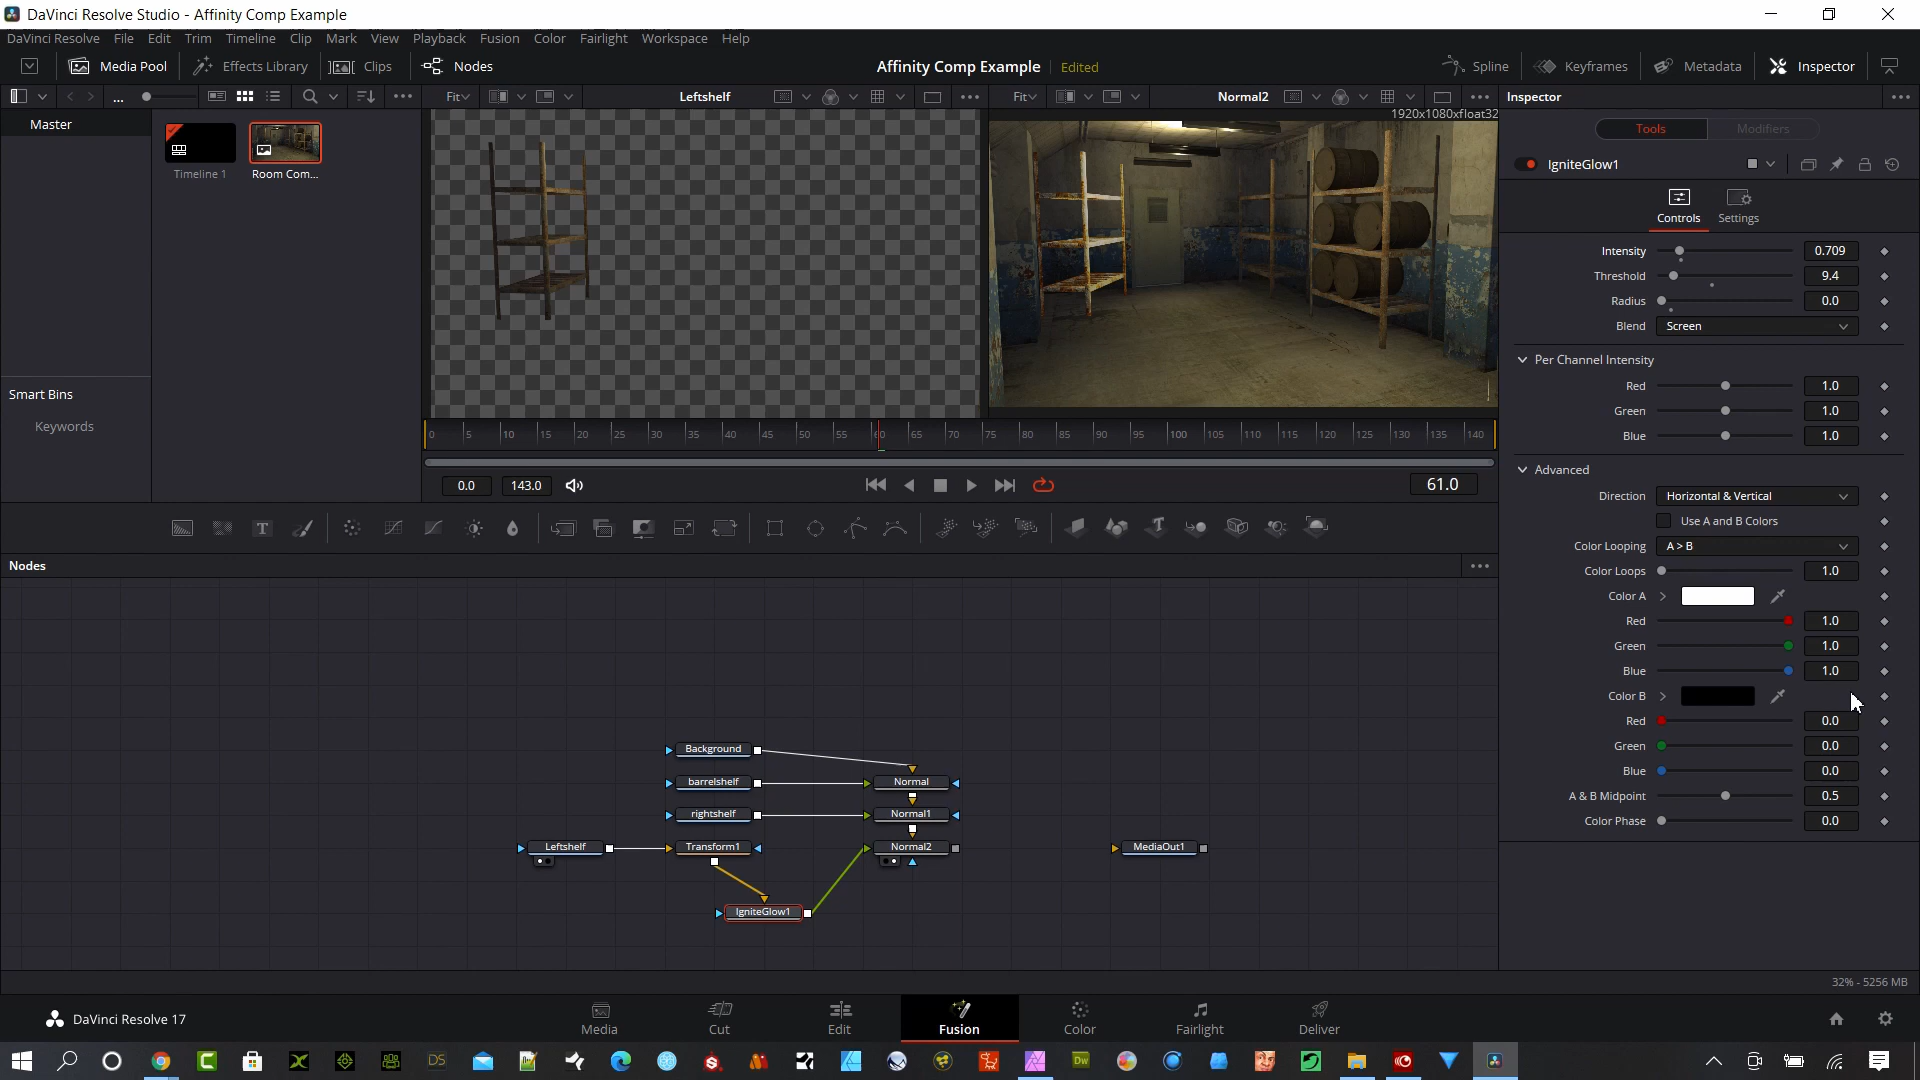 DaVinci Resolve Studio - Affinity Comp Example
DaVinci Resolve File Edit Trim Timeline Clip Mark View Playback Fusion Color Fairlight Workspace Help
Media Pool Effects Library Clips Nodes Affinity Comp Example Edited Spline Keyframes Metadata Inspector
... Fit Leftshelf ... Fit Normal2 ... Inspector ...
1920x1080xfloat32
Master
Timeline 1
Room Com...
Smart Bins
Keywords
Tools Modifiers
IgniteGlow1
Controls Settings
Intensity 0.709
Threshold 9.4
Radius 0.0
Blend Screen
Per Channel Intensity
Red 1.0
Green 1.0
Blue 1.0
Advanced
Direction Horizontal & Vertical
Use A and B Colors
Color Looping A > B
Color Loops 1.0
Color A
Red 1.0
Green 1.0
Blue 1.0
Color B
Red 0.0
Green 0.0
Blue 0.0
A & B Midpoint 0.5
Color Phase 0.0
0 5 10 15 20 25 30 35 40 45 50 55 60 65 70 75 80 85 90 95 100 105 110 115 120 125 130 135 140
0.0 143.0 61.0
Nodes
Background
barrelshelf Normal
rightshelf Normal1
Leftshelf Transform1 Normal2 MediaOut1
IgniteGlow1
32% - 5256 MB
DaVinci Resolve 17
Media Cut Edit Fusion Color Fairlight Deliver
DS
Dw